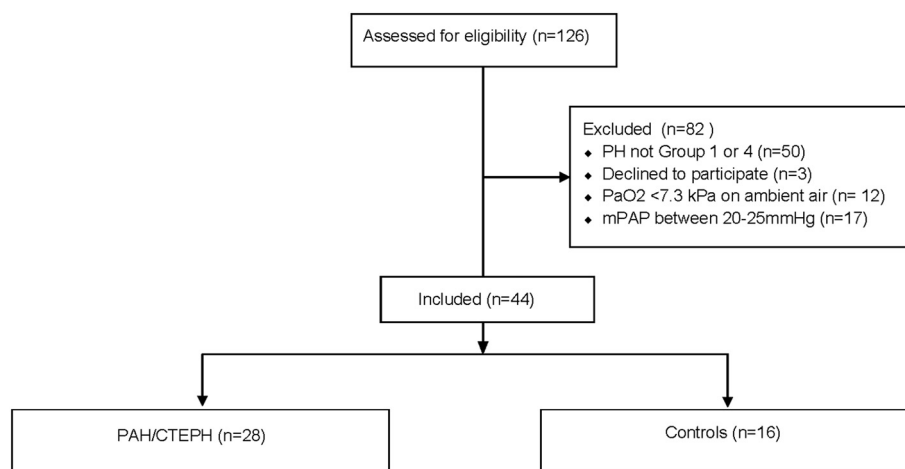 Assessed for eligibility (n=126)
Excluded (n=82 )
◆ PH not Group 1 or 4 (n=50)
◆ Declined to participate (n=3)
◆ PaO2 <7.3 kPa on ambient air (n= 12)
◆ mPAP between 20-25mmHg (n=17)
Included (n=44)
PAH/CTEPH (n=28)
Controls (n=16)